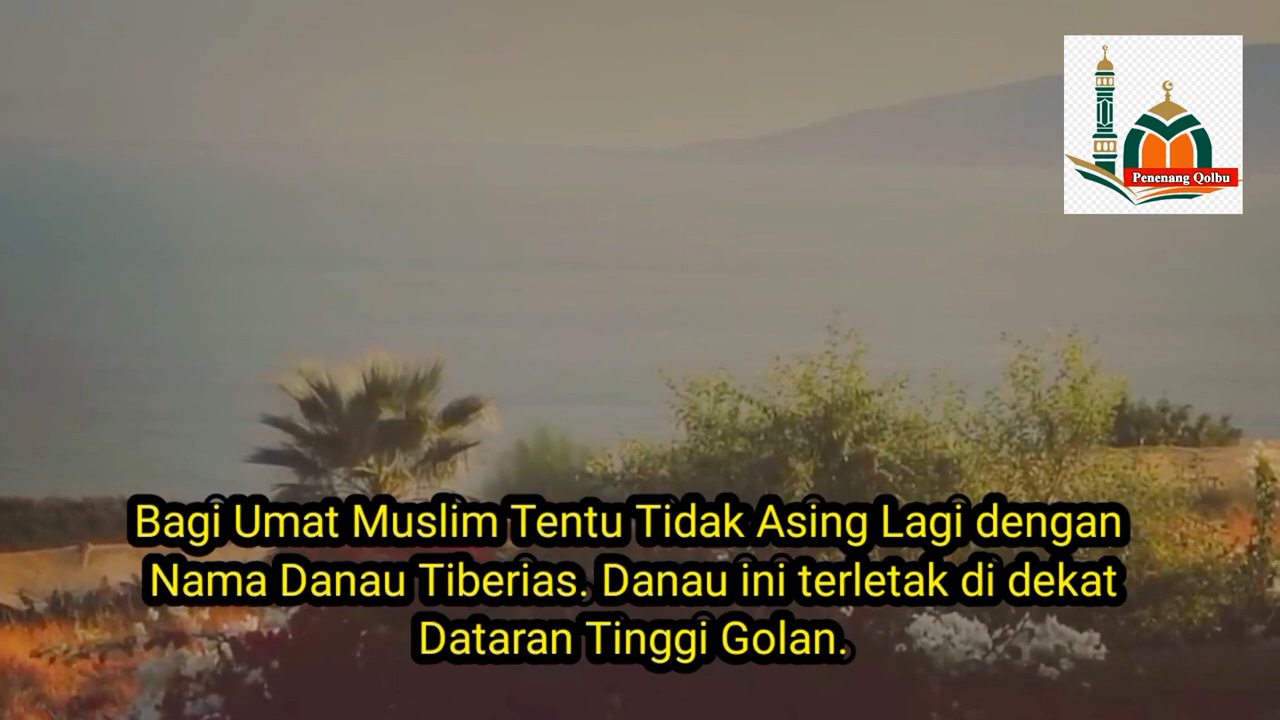 Penenang Qolbu
Bagi Umat Muslim Tentu Tidak Asing Lagi dengan
Nama Danau Tiberias. Danau ini terletak di dekat
Dataran Tinggi Golan.